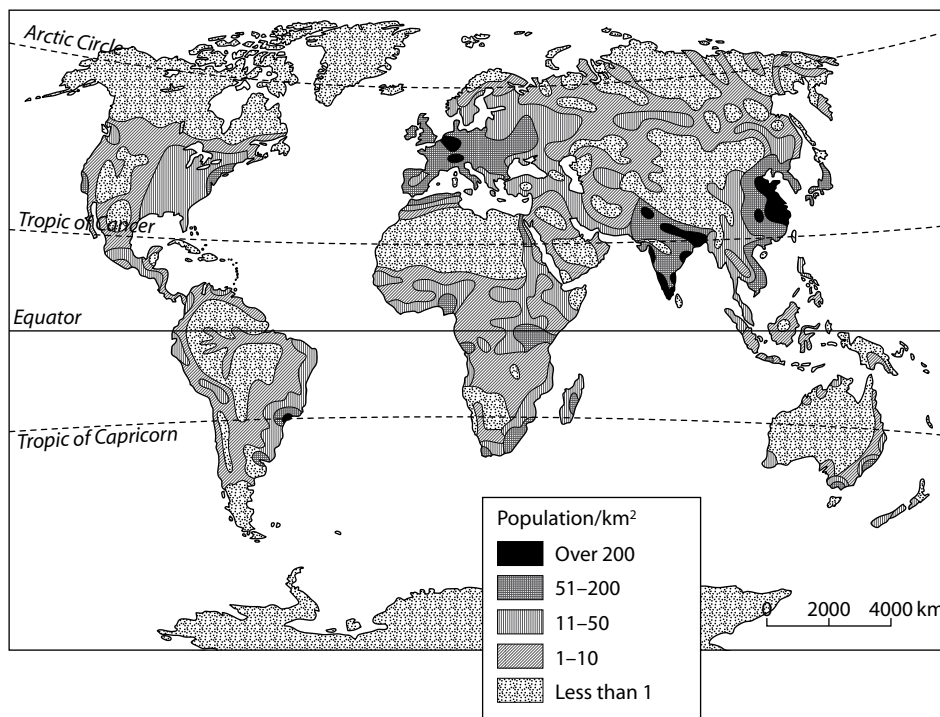 Arctic Circle
Tropic of Cancer
Equator
Tropic of Capricorn
Population/km²
Over 200
51–200
11–50
1–10
Less than 1
0 2000 4000 km